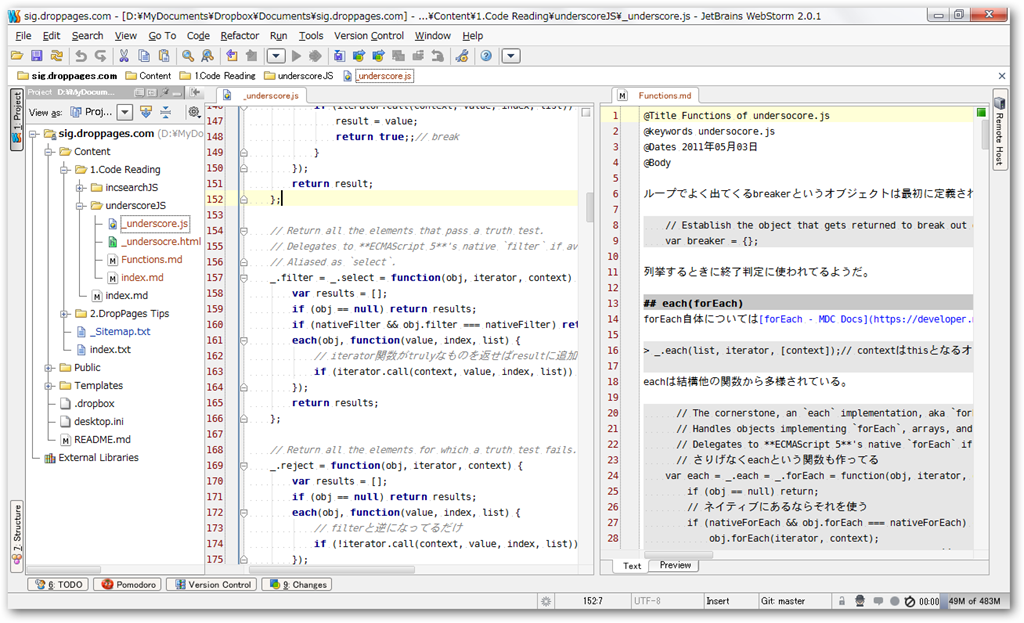 sig.droppages.com - [D:¥MyDocuments¥Dropbox¥Documents¥sig.droppages.com] - ...¥Content¥1.Code Reading¥underscoreJS¥_underscore.js - JetBrains WebStorm 2.0.1
File Edit Search View Go To Code Refactor Run Tools Version Control Window Help
sig.droppages.com Content 1.Code Reading underscoreJS _underscore.js
1: Project
7: Structure
Project D:¥MyDocum...
View as: Proj...
sig.droppages.com (D:¥MyDo
Content
1.Code Reading
incsearchJS
underscoreJS
_underscore.js
_undersocre.html
Functions.md
index.md
index.md
2.DropPages Tips
_Sitemap.txt
index.txt
Public
Templates
.dropbox
desktop.ini
README.md
External Libraries
_underscore.js
146 if (iterator.call(context, value, index, list))
147 result = value;
148 return true;;// break
149 }
150 });
151 return result;
152 };
153
154 // Return all the elements that pass a truth test.
155 // Delegates to **ECMAScript 5**'s native `filter` if av
156 // Aliased as `select`.
157 _.filter = _.select = function(obj, iterator, context)
158 var results = [];
159 if (obj == null) return results;
160 if (nativeFilter && obj.filter === nativeFilter) ret
161 each(obj, function(value, index, list) {
162 // iterator関数がtrulyなものを返せばresultに追加
163 if (iterator.call(context, value, index, list))
164 });
165 return results;
166 };
167
168 // Return all the elements for which a truth test fails.
169 _.reject = function(obj, iterator, context) {
170 var results = [];
171 if (obj == null) return results;
172 each(obj, function(value, index, list) {
173 // filterと逆になってるだけ
174 if (!iterator.call(context, value, index, list))
175 });
Functions.md
1 @Title Functions of undersocore.js
2 @keywords undersocore.js
3 @Dates 2011年05月03日
4 @Body
5
6 ループでよく出てくるbreakerというオブジェクトは最初に定義され
7
8 // Establish the object that gets returned to break out
9 var breaker = {};
10
11 列挙するときに終了判定に使われてるようだ。
12
13 ## each(forEach)
14 forEach自体については[forEach - MDC Docs](https://developer.
15
16 > _.each(list, iterator, [context]);// contextはthisとなるオ
17
18 eachは結構他の関数から多様されている。
19
20 // The cornerstone, an `each` implementation, aka `for
21 // Handles objects implementing `forEach`, arrays, and
22 // Delegates to **ECMAScript 5**'s native `forEach` if
23 // さりげなくeachという関数も作ってる
24 var each = _.each = _.forEach = function(obj, iterator,
25 if (obj == null) return;
26 // ネイティブにあるならそれを使う
27 if (nativeForEach && obj.forEach === nativeForEach)
28 obj.forEach(iterator, context);
Text Preview
Remote Host
6: TODO Pomodoro Version Control 9: Changes
152:7 UTF-8 Insert Git: master 00:00 49M of 483M